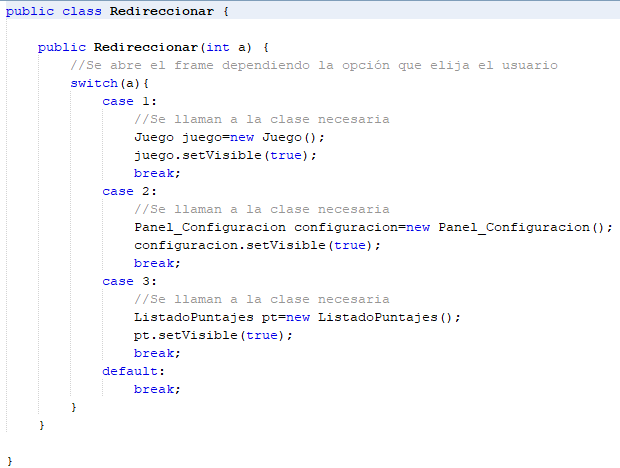 public class Redireccionar {
public Redireccionar(int a) {
//Se abre el frame dependiendo la opción que elija el usuario
switch(a){
case 1:
//Se llaman a la clase necesaria
Juego juego=new Juego();
juego.setVisible(true);
break;
case 2:
//Se llaman a la clase necesaria
Panel_Configuracion configuracion=new Panel_Configuracion();
configuracion.setVisible(true);
break;
case 3:
//Se llaman a la clase necesaria
ListadoPuntajes pt=new ListadoPuntajes();
pt.setVisible(true);
break;
default:
break;
}
}
}